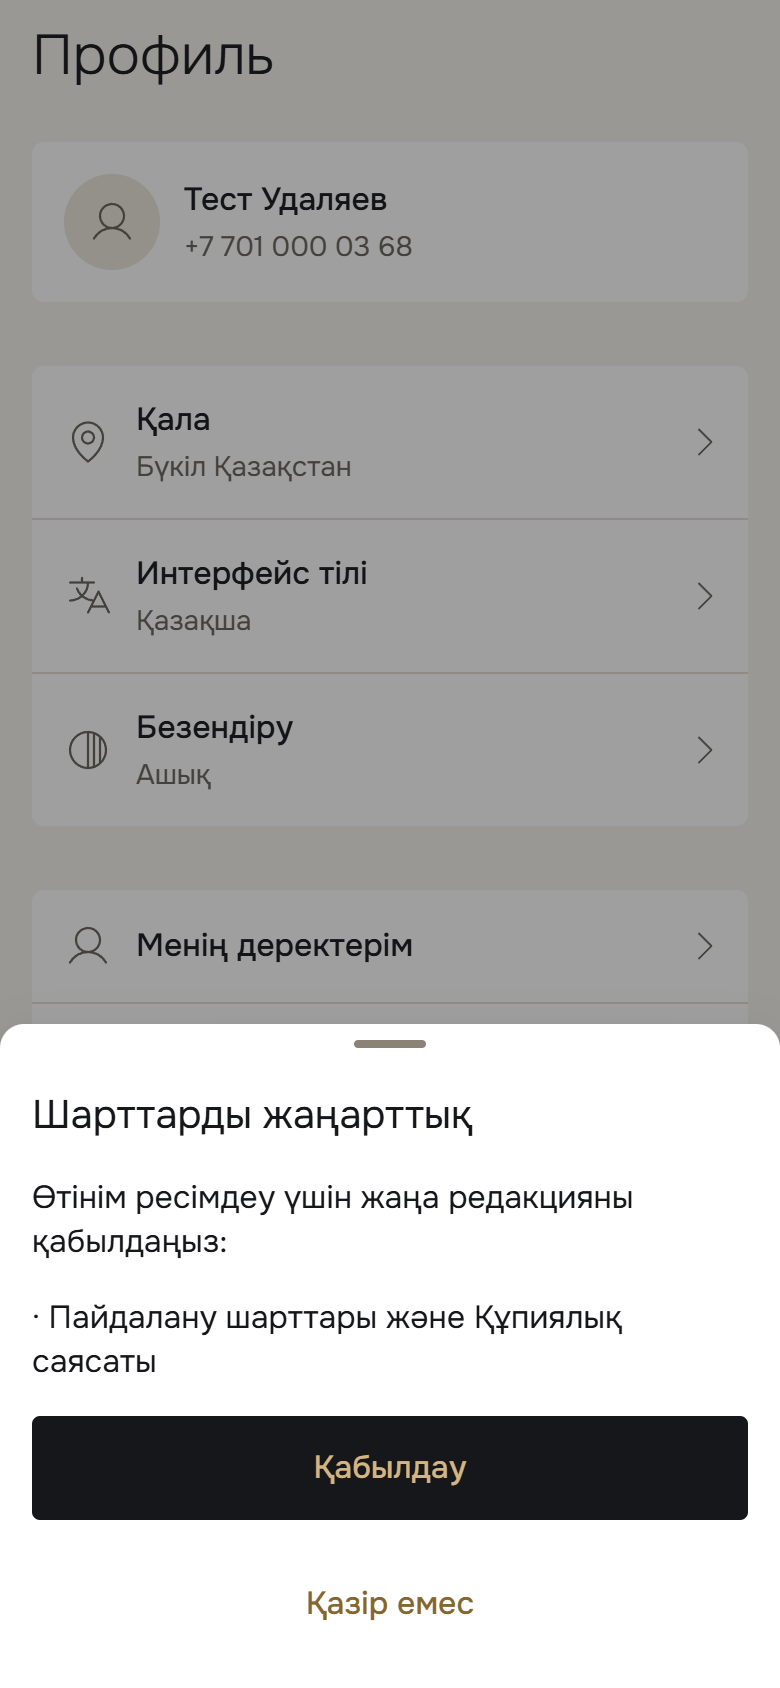 Профиль
Тест Удаляев
+7 701 000 03 68
Қала
Бүкіл Қазақстан
Интерфейс тілі
Қазақша
Безендіру
Ашық
Менің деректерім
Шарттарды жаңарттық
Өтінім ресімдеу үшін жаңа редакцияны
қабылдаңыз:
· Пайдалану шарттары және Құпиялық
саясаты
Қабылдау
Қазір емес